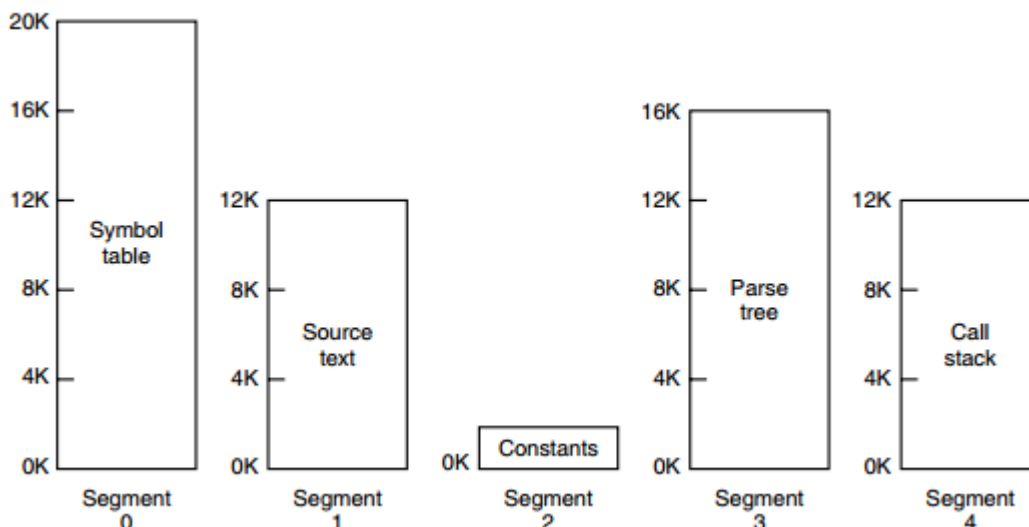 20K
16K
12K
8K
4K
0K
Symbol
table
Segment
0
12K
8K
4K
0K
Source
text
Segment
1
0K
Constants
Segment
2
16K
12K
8K
4K
0K
Parse
tree
Segment
3
12K
8K
4K
0K
Call
stack
Segment
4